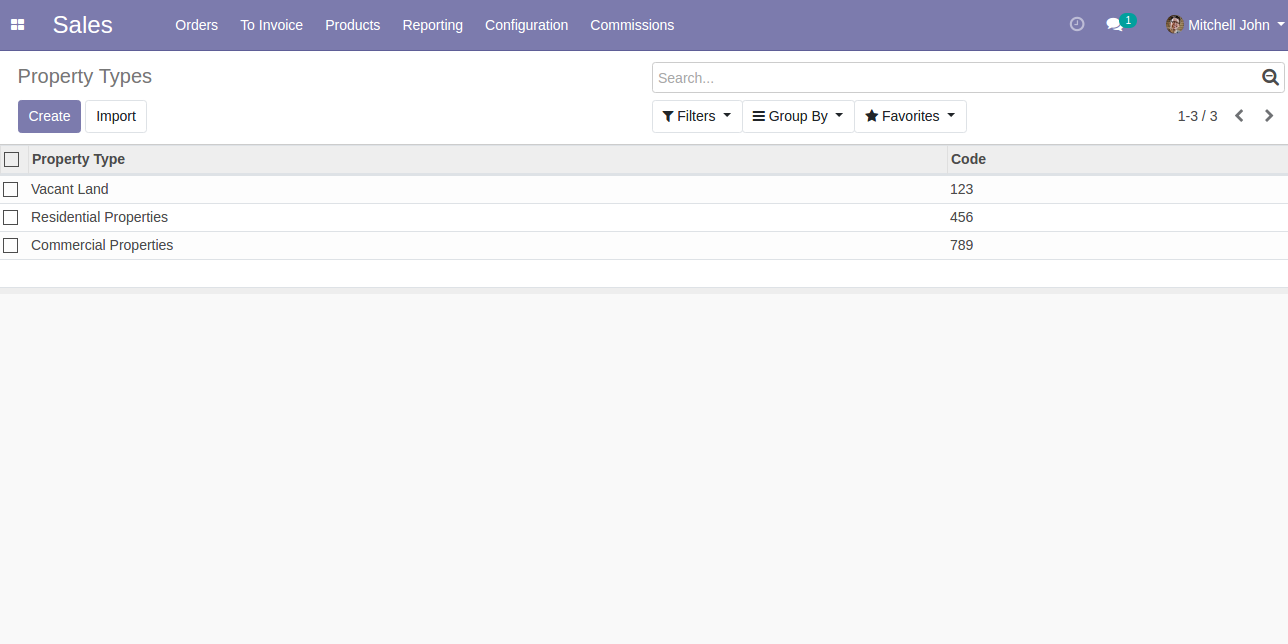 Sales Orders To Invoice Products Reporting Configuration Commissions 1 Mitchell John
Property Types
Search...
Create Import Filters Group By Favorites 1-3 / 3
Property Type Code
Vacant Land 123
Residential Properties 456
Commercial Properties 789